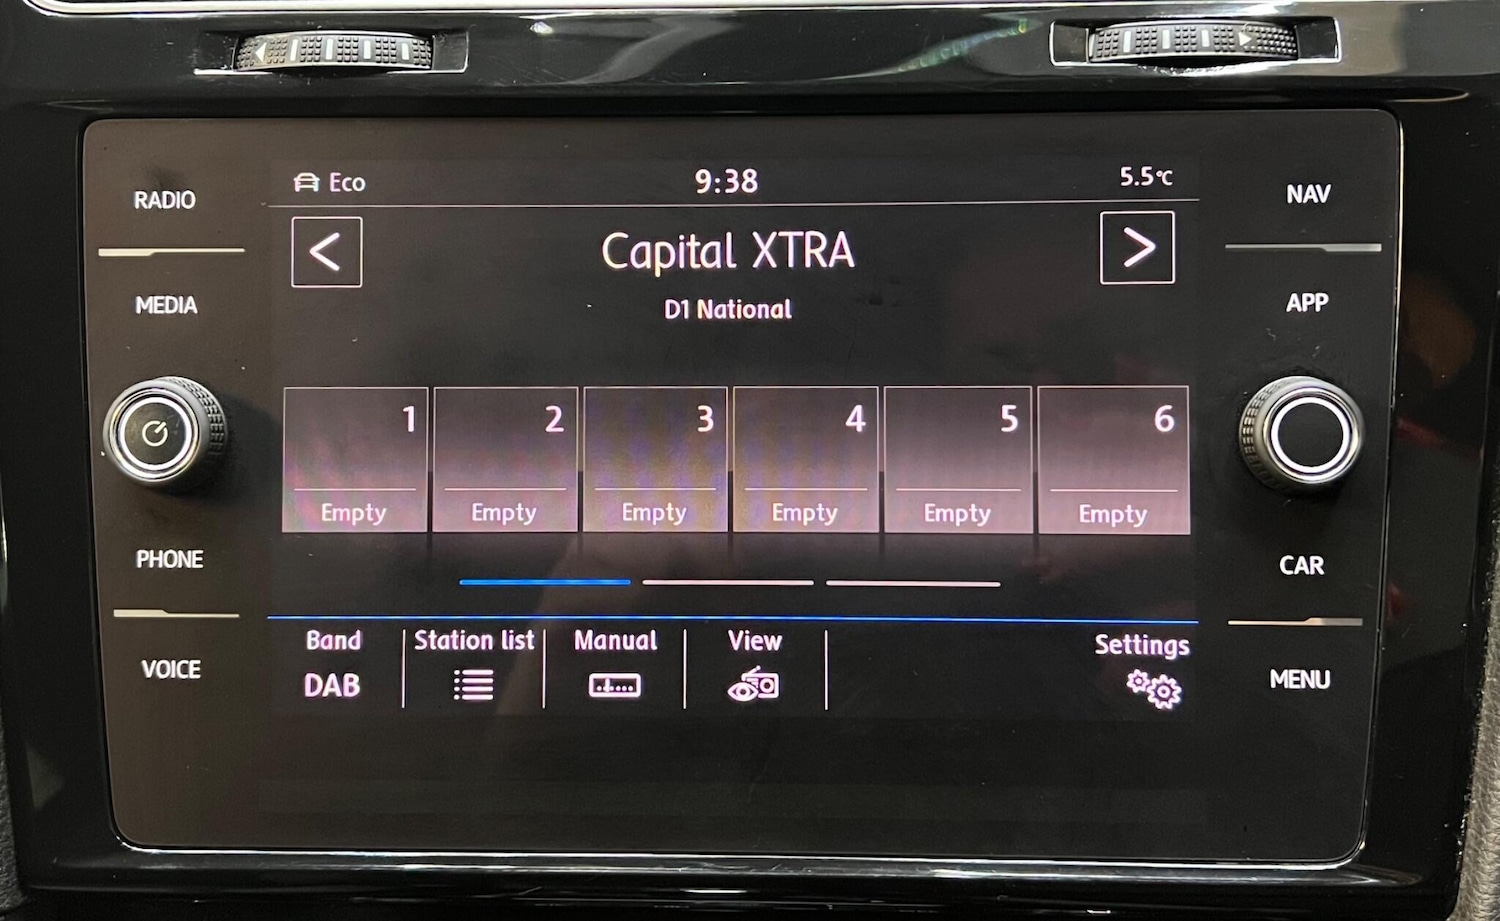 RADIO
MEDIA
PHONE
VOICE
Eco
9:38
5.5°C
<
Capital XTRA
>
D1 National
1
2
3
4
5
6
Empty
Empty
Empty
Empty
Empty
Empty
Band
Station list
Manual
View
Settings
DAB
NAV
APP
CAR
MENU